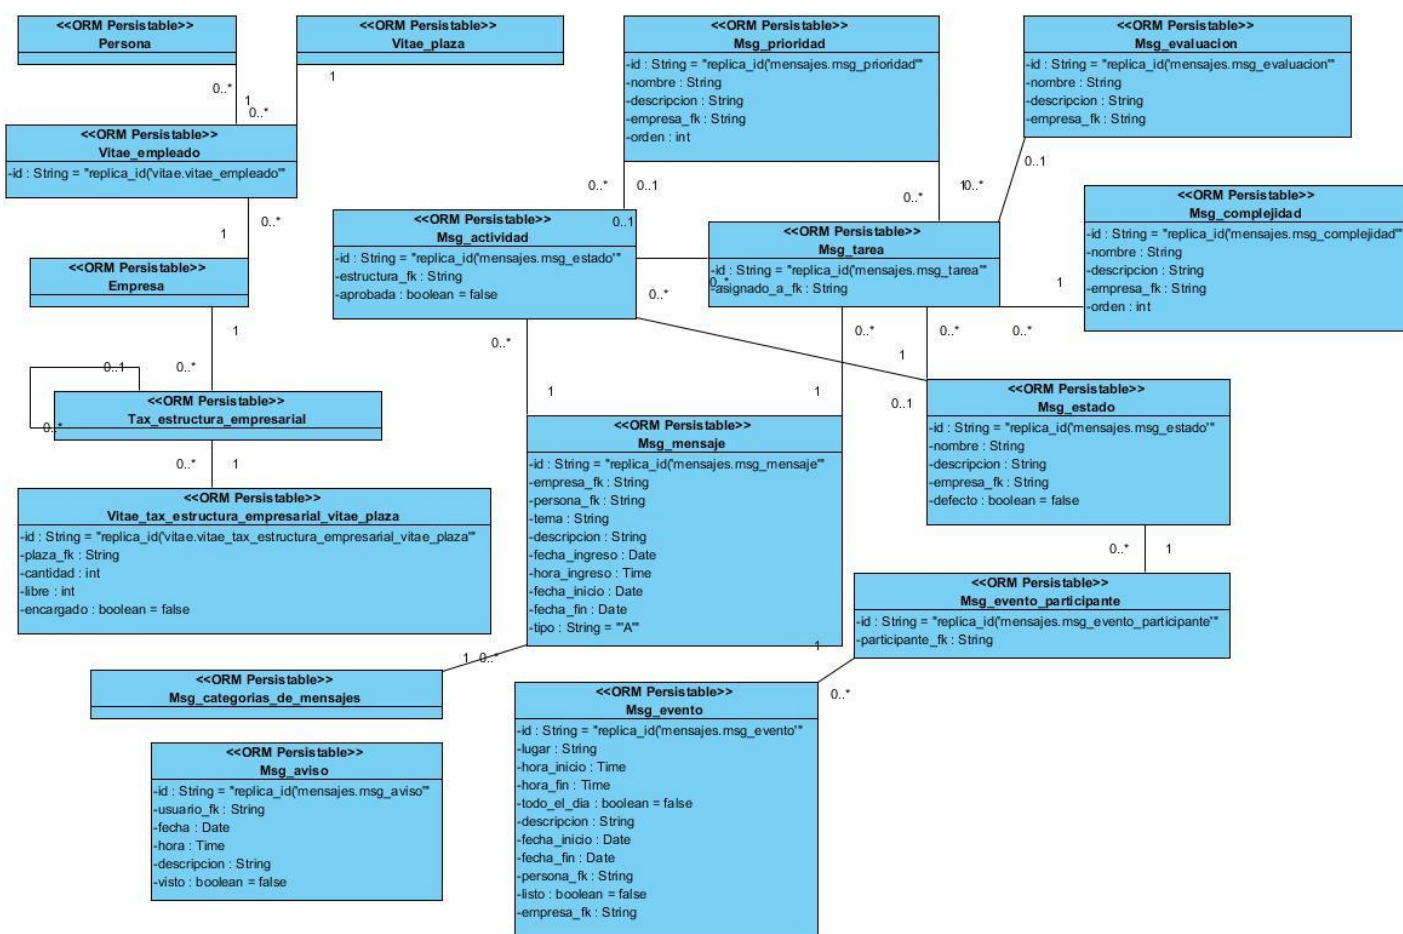 <<ORM Persistable>>
Persona
<<ORM Persistable>>
Vitae_plaza
<<ORM Persistable>>
Msg_prioridad
-id : String = "replica_id('mensajes.msg_prioridad'"
-nombre : String
-descripcion : String
-empresa_fk : String
-orden : int
<<ORM Persistable>>
Msg_evaluacion
-id : String = "replica_id('mensajes.msg_evaluacion'"
-nombre : String
-descripcion : String
-empresa_fk : String
0..*
1
0..*
1
<<ORM Persistable>>
Vitae_empleado
-id : String = "replica_id('vitae.vitae_empleado'"
0..*
1
0..*
0..1
0..*
1
0..*
0..1
<<ORM Persistable>>
Msg_complejidad
-id : String = "replica_id('mensajes.msg_complejidad'"
-nombre : String
-descripcion : String
-empresa_fk : String
-orden : int
<<ORM Persistable>>
Msg_actividad
-id : String = "replica_id('mensajes.msg_estado'"
-estructura_fk : String
-aprobada : boolean = false
0..1
<<ORM Persistable>>
Msg_tarea
-id : String = "replica_id('mensajes.msg_tarea'"
-asignado_a_fk : String
0..*
<<ORM Persistable>>
Empresa
1
0..*
0..*
1
0..*
0..*
1
0..*
0..*
1
0..1
<<ORM Persistable>>
Tax_estructura_empresarial
0..1
0..*
0..*
1
1
1
<<ORM Persistable>>
Msg_estado
-id : String = "replica_id('mensajes.msg_estado'"
-nombre : String
-descripcion : String
-empresa_fk : String
-defecto : boolean = false
<<ORM Persistable>>
Msg_mensaje
-id : String = "replica_id('mensajes.msg_mensaje'"
-empresa_fk : String
-persona_fk : String
-tema : String
-descripcion : String
-fecha_ingreso : Date
-hora_ingreso : Time
-fecha_inicio : Date
-fecha_fin : Date
-tipo : String = "'A'"
<<ORM Persistable>>
Vitae_tax_estructura_empresarial_vitae_plaza
-id : String = "replica_id('vitae.vitae_tax_estructura_empresarial_vitae_plaza'"
-plaza_fk : String
-cantidad : int
-libre : int
-encargado : boolean = false
0..*
1
<<ORM Persistable>>
Msg_evento_participante
-id : String = "replica_id('mensajes.msg_evento_participante'"
-participante_fk : String
1
0..*
1
0..*
<<ORM Persistable>>
Msg_categorias_de_mensajes
<<ORM Persistable>>
Msg_evento
-id : String = "replica_id('mensajes.msg_evento'"
-lugar : String
-hora_inicio : Time
-hora_fin : Time
-todo_el_dia : boolean = false
-descripcion : String
-fecha_inicio : Date
-fecha_fin : Date
-persona_fk : String
-listo : boolean = false
-empresa_fk : String
<<ORM Persistable>>
Msg_aviso
-id : String = "replica_id('mensajes.msg_aviso'"
-usuario_fk : String
-fecha : Date
-hora : Time
-descripcion : String
-visto : boolean = false